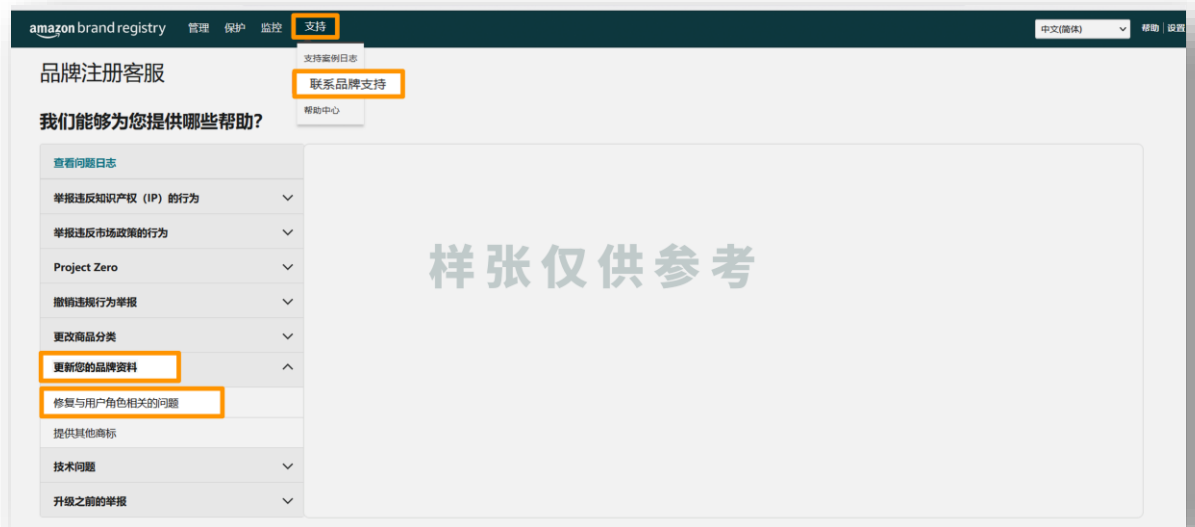 amazon brand registry 管理 保护 监控 支持 中文(简体) 帮助 设置
支持案例日志
品牌注册客服
联系品牌支持
帮助中心
我们能够为您提供哪些帮助?
查看问题日志
举报违反知识产权（IP）的行为
举报违反市场政策的行为
样张仅供参考
Project Zero
撤销违规行为举报
更改商品分类
更新您的品牌资料
修复与用户角色相关的问题
提供其他商标
技术问题
升级之前的举报